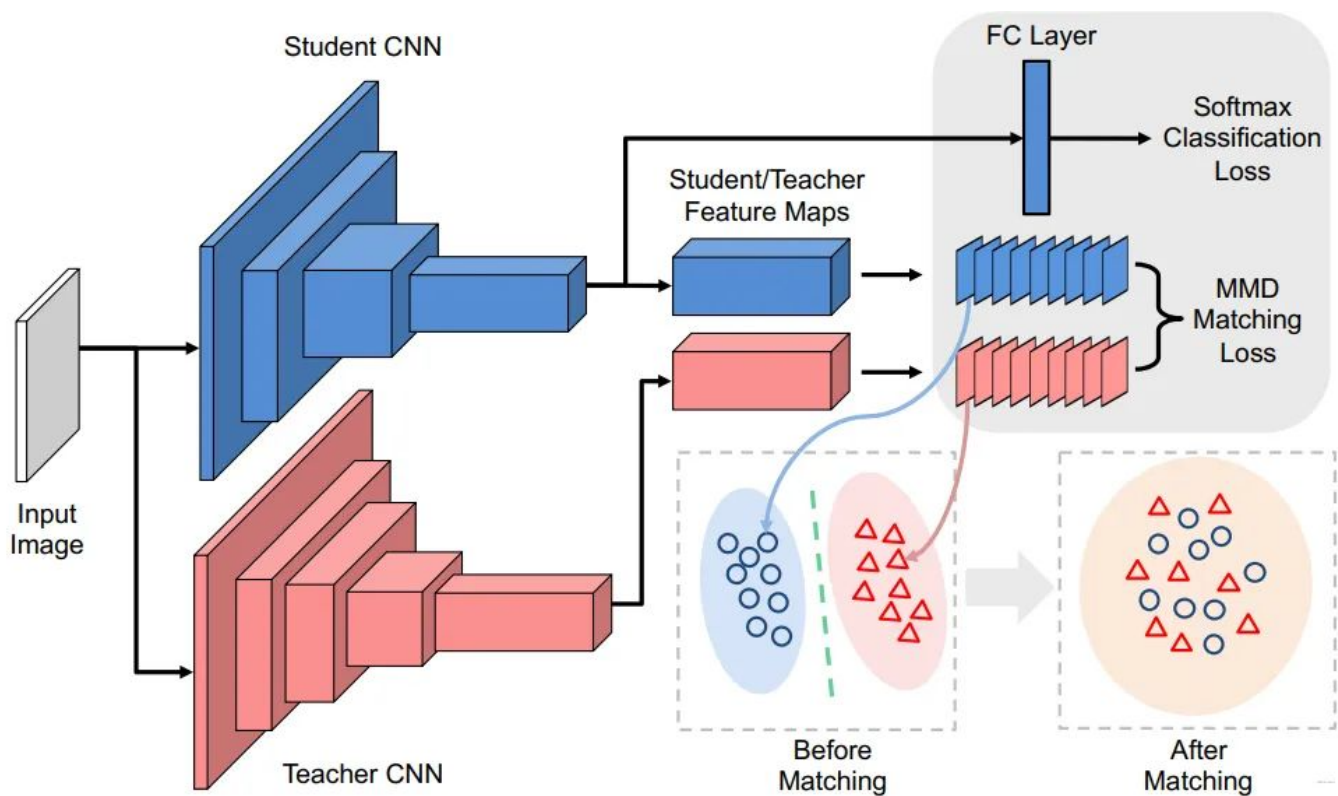 Student CNN
FC Layer
Softmax
Classification
Loss
Student/Teacher
Feature Maps
MMD
Matching
Loss
Input
Image
Teacher CNN
Before
Matching
After
Matching